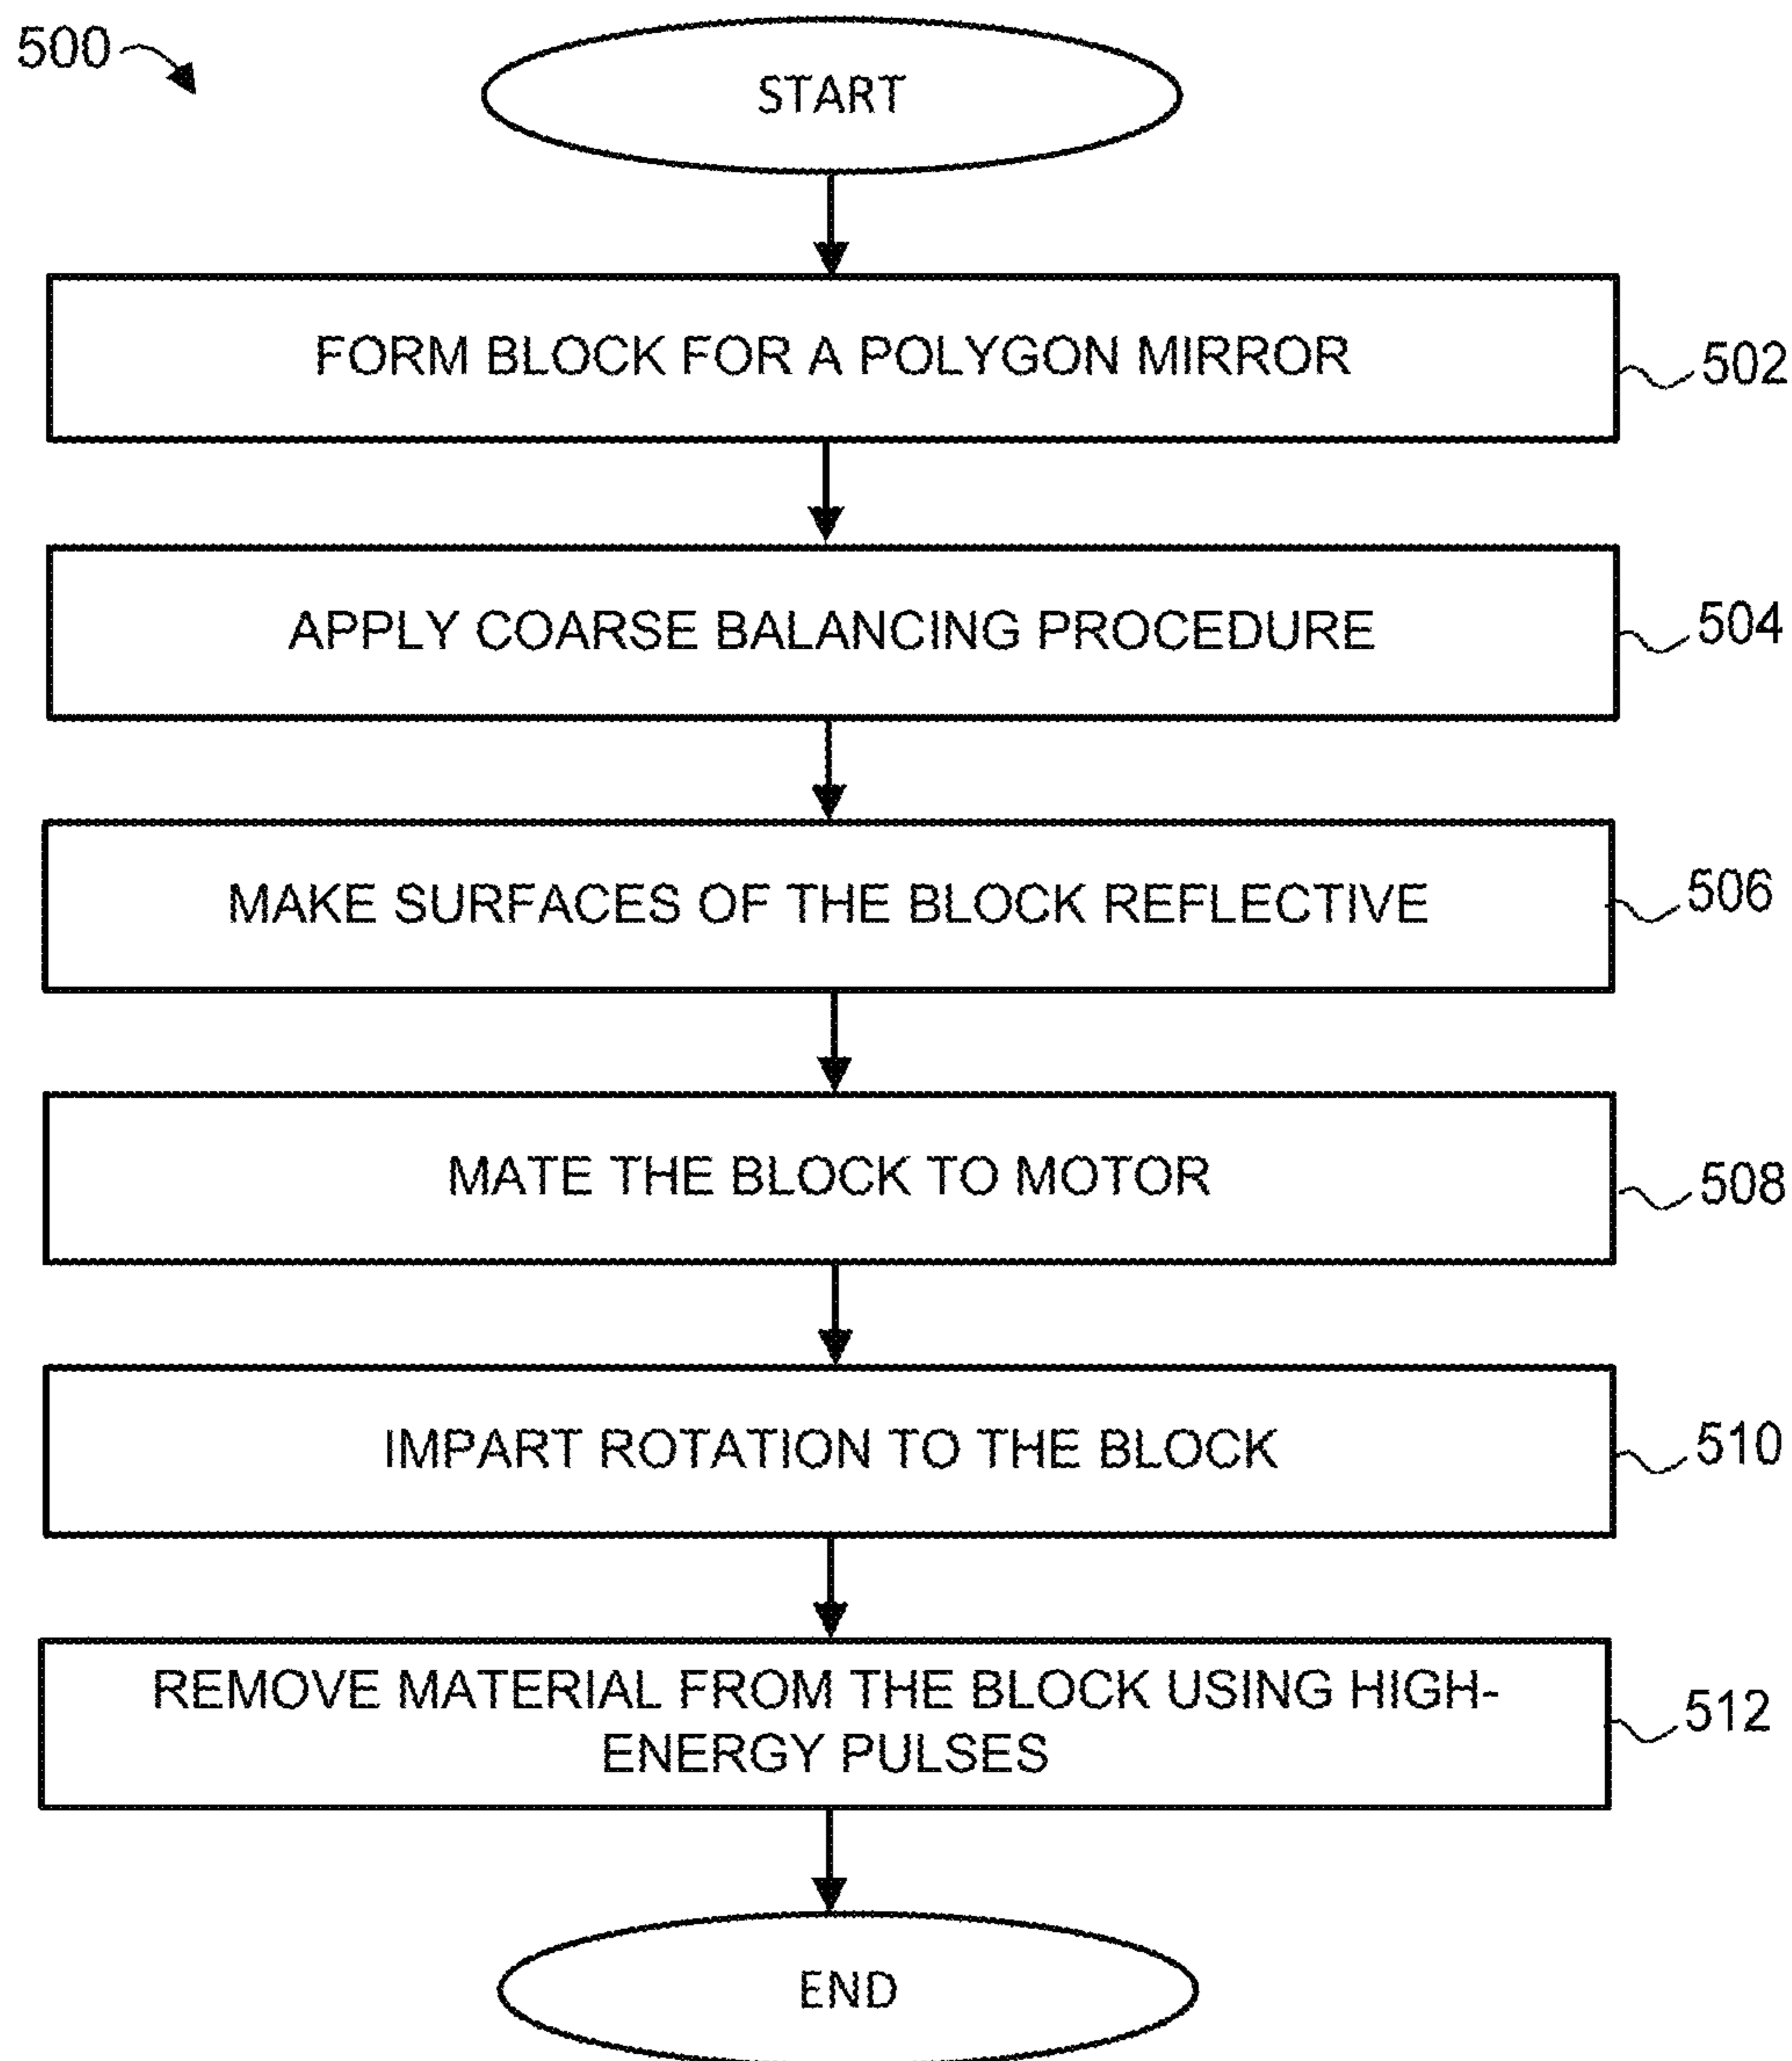 500
START
FORM BLOCK FOR A POLYGON MIRROR
502
APPLY COARSE BALANCING PROCEDURE
504
MAKE SURFACES OF THE BLOCK REFLECTIVE
506
MATE THE BLOCK TO MOTOR
508
IMPART ROTATION TO THE BLOCK
510
REMOVE MATERIAL FROM THE BLOCK USING HIGH-
ENERGY PULSES
512
END